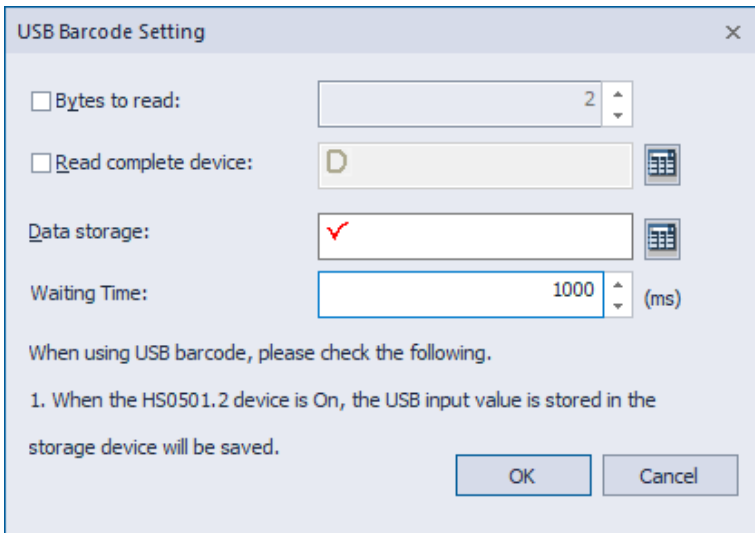 USB Barcode Setting
Bytes to read: 2
Read complete device: D
Data storage:
Waiting Time: 1000 (ms)
When using USB barcode, please check the following.
1. When the HS0501.2 device is On, the USB input value is stored in the
storage device will be saved.
OK Cancel